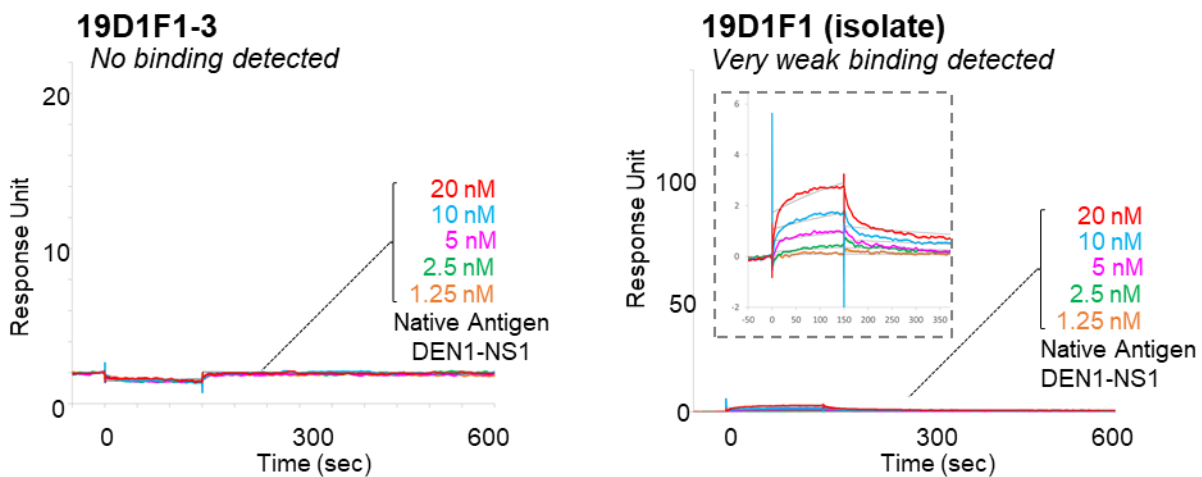 19D1F1-3
No binding detected
20
10
0
Response Unit
20 nM
10 nM
5 nM
2.5 nM
1.25 nM
Native Antigen
DEN1-NS1
0 300 600
Time (sec)
19D1F1 (isolate)
Very weak binding detected
100
50
0
Response Unit
6
4
2
0
-2
-50 0 50 100 150 200 250 300 350
20 nM
10 nM
5 nM
2.5 nM
1.25 nM
Native Antigen
DEN1-NS1
0 300 600
Time (sec)